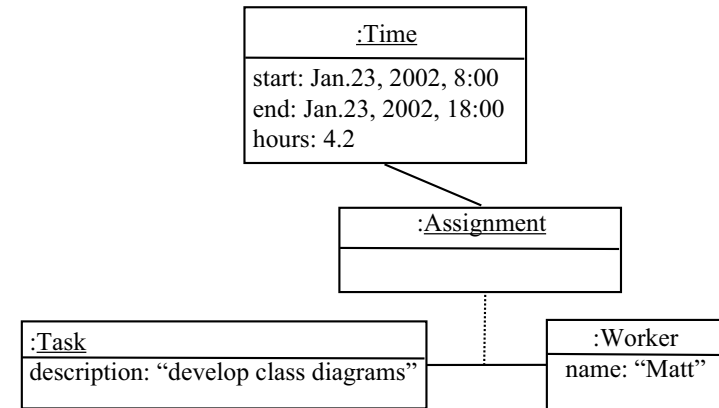 :Time
start: Jan.23, 2002, 8:00
end: Jan.23, 2002, 18:00
hours: 4.2
:Assignment
:Task
description: “develop class diagrams”
:Worker
name: “Matt”